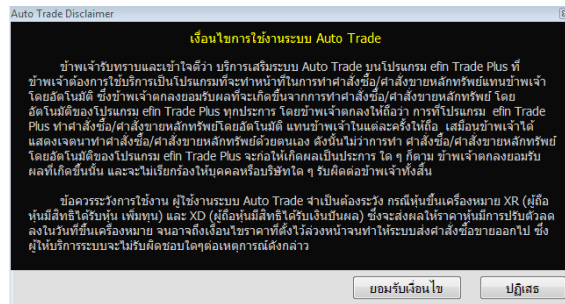 Auto Trade Disclaimer
เงื่อนไขการใช้งานระบบ Auto Trade
ข้าพเจ้ารับทราบและเข้าใจดีว่า บริการเสริมระบบ Auto Trade บนโปรแกรม efin Trade Plus ที่
ข้าพเจ้าต้องการใช้บริการเป็นโปรแกรมที่จะทำหน้าที่ในการทำคำสั่งซื้อ/คำสั่งขายหลักทรัพย์แทนข้าพเจ้า
โดยอัตโนมัติ ซึ่งข้าพเจ้าตกลงยอมรับผลที่จะเกิดขึ้นจากการทำคำสั่งซื้อ/คำสั่งขายหลักทรัพย์ โดย
อัตโนมัติของโปรแกรม efin Trade Plus ทุกประการ โดยข้าพเจ้าตกลงให้ถือว่า การที่โปรแกรม efin Trade
Plus ทำคำสั่งซื้อ/คำสั่งขายหลักทรัพย์โดยอัตโนมัติ แทนข้าพเจ้าในแต่ละครั้งให้ถือ เสมือนข้าพเจ้าได้
แสดงเจตนาทำคำสั่งซื้อ/คำสั่งขายหลักทรัพย์ด้วยตนเอง ดังนั้นไม่ว่าการทำ คำสั่งซื้อ/คำสั่งขายหลักทรัพย์
โดยอัตโนมัติของโปรแกรม efin Trade Plus จะก่อให้เกิดผลเป็นประการ ใด ๆ ก็ตาม ข้าพเจ้าตกลงยอมรับ
ผลที่เกิดขึ้นนั้น และจะไม่เรียกร้องให้บุคคลหรือบริษัทใด ๆ รับผิดต่อข้าพเจ้าทั้งสิ้น
ข้อควรระวังการใช้งาน ผู้ใช้งานระบบ Auto Trade จำเป็นต้องระวัง กรณีหุ้นขึ้นเครื่องหมาย XR (ผู้ถือ
หุ้นมีสิทธิได้รับหุ้น เพิ่มทุน) และ XD (ผู้ถือหุ้นมีสิทธิได้รับเงินปันผล) ซึ่งจะส่งผลให้ราคาหุ้นมีการปรับตัวลด
ลงในวันที่ขึ้นเครื่องหมาย จนอาจถึงเงื่อนไขราคาที่ตั้งไว้ล่วงหน้าจนทำให้ระบบส่งคำสั่งซื้อขายออกไป ซึ่ง
ผู้ให้บริการระบบจะไม่รับผิดชอบใดๆต่อเหตุการณ์ดังกล่าว
ยอมรับเงื่อนไข ปฏิเสธ